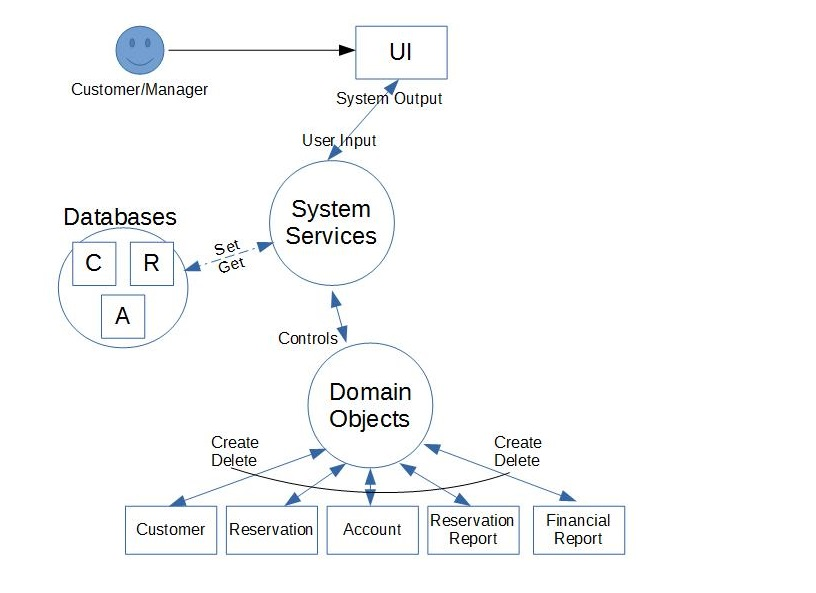 UI
Customer/Manager
System Output
User Input
System
Services
Databases
C
R
A
Set
Get
Controls
Domain
Objects
Create
Delete
Create
Delete
Customer
Reservation
Account
Reservation
Report
Financial
Report